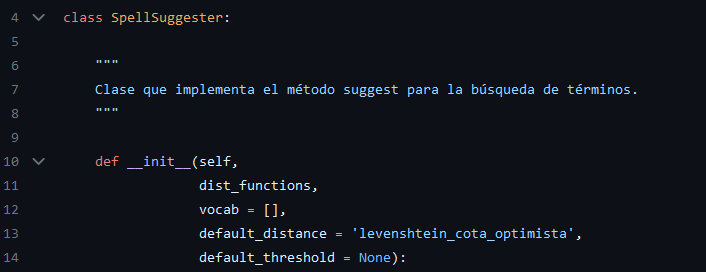 4 class SpellSuggester:
5
6 """
7 Clase que implementa el método suggest para la búsqueda de términos.
8 """
9
10 def __init__(self,
11 dist_functions,
12 vocab = [],
13 default_distance = 'levenshtein_cota_optimista',
14 default_threshold = None):